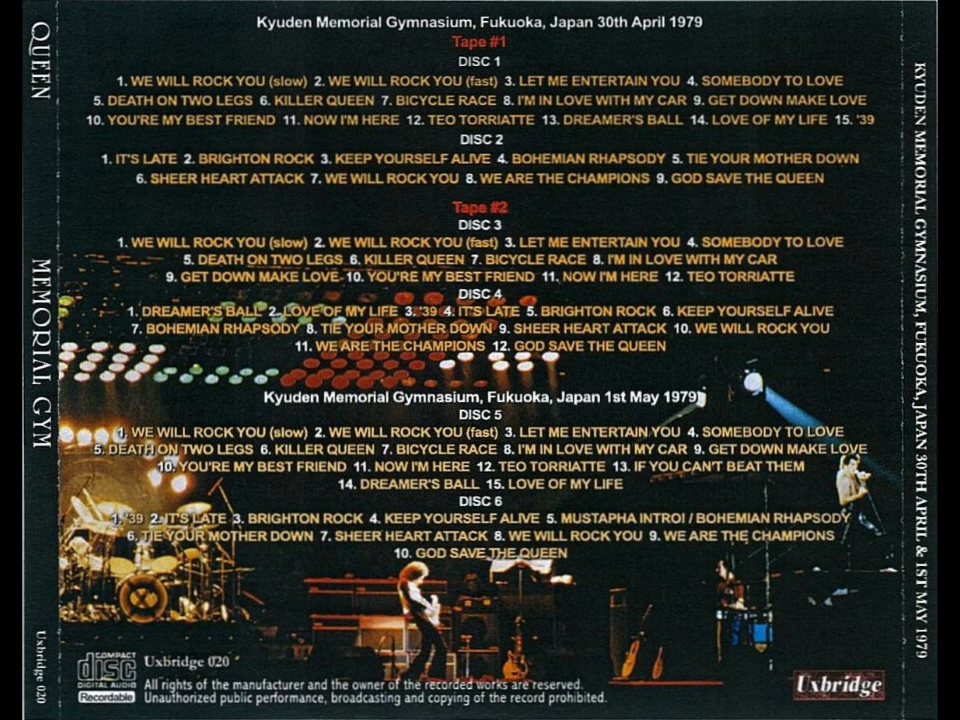 Kyuden Memorial Gymnasium, Fukuoka, Japan 30th April 1979
Tape #1
DISC 1
1. WE WILL ROCK YOU (slow) 2. WE WILL ROCK YOU (fast) 3. LET ME ENTERTAIN YOU 4. SOMEBODY TO LOVE
5. DEATH ON TWO LEGS 6. KILLER QUEEN 7. BICYCLE RACE 8. I'M IN LOVE WITH MY CAR 9. GET DOWN MAKE LOVE
10. YOU'RE MY BEST FRIEND 11. NOW I'M HERE 12. TEO TORRIATTE 13. DREAMER'S BALL 14. LOVE OF MY LIFE 15. '39
DISC 2
1. IT'S LATE 2. BRIGHTON ROCK 3. KEEP YOURSELF ALIVE 4. BOHEMIAN RHAPSODY 5. TIE YOUR MOTHER DOWN
6. SHEER HEART ATTACK 7. WE WILL ROCK YOU 8. WE ARE THE CHAMPIONS 9. GOD SAVE THE QUEEN
Tape #2
DISC 3
1. WE WILL ROCK YOU (slow) 2. WE WILL ROCK YOU (fast) 3. LET ME ENTERTAIN YOU 4. SOMEBODY TO LOVE
5. DEATH ON TWO LEGS 6. KILLER QUEEN 7. BICYCLE RACE 8. I'M IN LOVE WITH MY CAR
9. GET DOWN MAKE LOVE 10. YOU'RE MY BEST FRIEND 11. NOW I'M HERE 12. TEO TORRIATTE
DISC 4
1. DREAMER'S BALL 2. LOVE OF MY LIFE 3. '39 4. IT'S LATE 5. BRIGHTON ROCK 6. KEEP YOURSELF ALIVE
7. BOHEMIAN RHAPSODY 8. TIE YOUR MOTHER DOWN 9. SHEER HEART ATTACK 10. WE WILL ROCK YOU
11. WE ARE THE CHAMPIONS 12. GOD SAVE THE QUEEN
Kyuden Memorial Gymnasium, Fukuoka, Japan 1st May 1979
DISC 5
1. WE WILL ROCK YOU (slow) 2. WE WILL ROCK YOU (fast) 3. LET ME ENTERTAIN YOU 4. SOMEBODY TO LOVE
5. DEATH ON TWO LEGS 6. KILLER QUEEN 7. BICYCLE RACE 8. I'M IN LOVE WITH MY CAR 9. GET DOWN MAKE LOVE
10. YOU'RE MY BEST FRIEND 11. NOW I'M HERE 12. TEO TORRIATTE 13. IF YOU CAN'T BEAT THEM
14. DREAMER'S BALL 15. LOVE OF MY LIFE
DISC 6
1. '39 2. IT'S LATE 3. BRIGHTON ROCK 4. KEEP YOURSELF ALIVE 5. MUSTAPHA INTROI / BOHEMIAN RHAPSODY
6. TIE YOUR MOTHER DOWN 7. SHEER HEART ATTACK 8. WE WILL ROCK YOU 9. WE ARE THE CHAMPIONS
10. GOD SAVE THE QUEEN
COMPACT
disc
DIGITAL AUDIO
Recordable
Uxbridge 020
All rights of the manufacturer and the owner of the recorded works are reserved.
Unauthorized public performance, broadcasting and copying of the record prohibited.
Uxbridge
QUEEN MEMORIAL GYM Uxbridge 020
KYUDEN MEMORIAL GYMNASIUM, FUKUOKA, JAPAN 30TH APRIL & 1ST MAY 1979